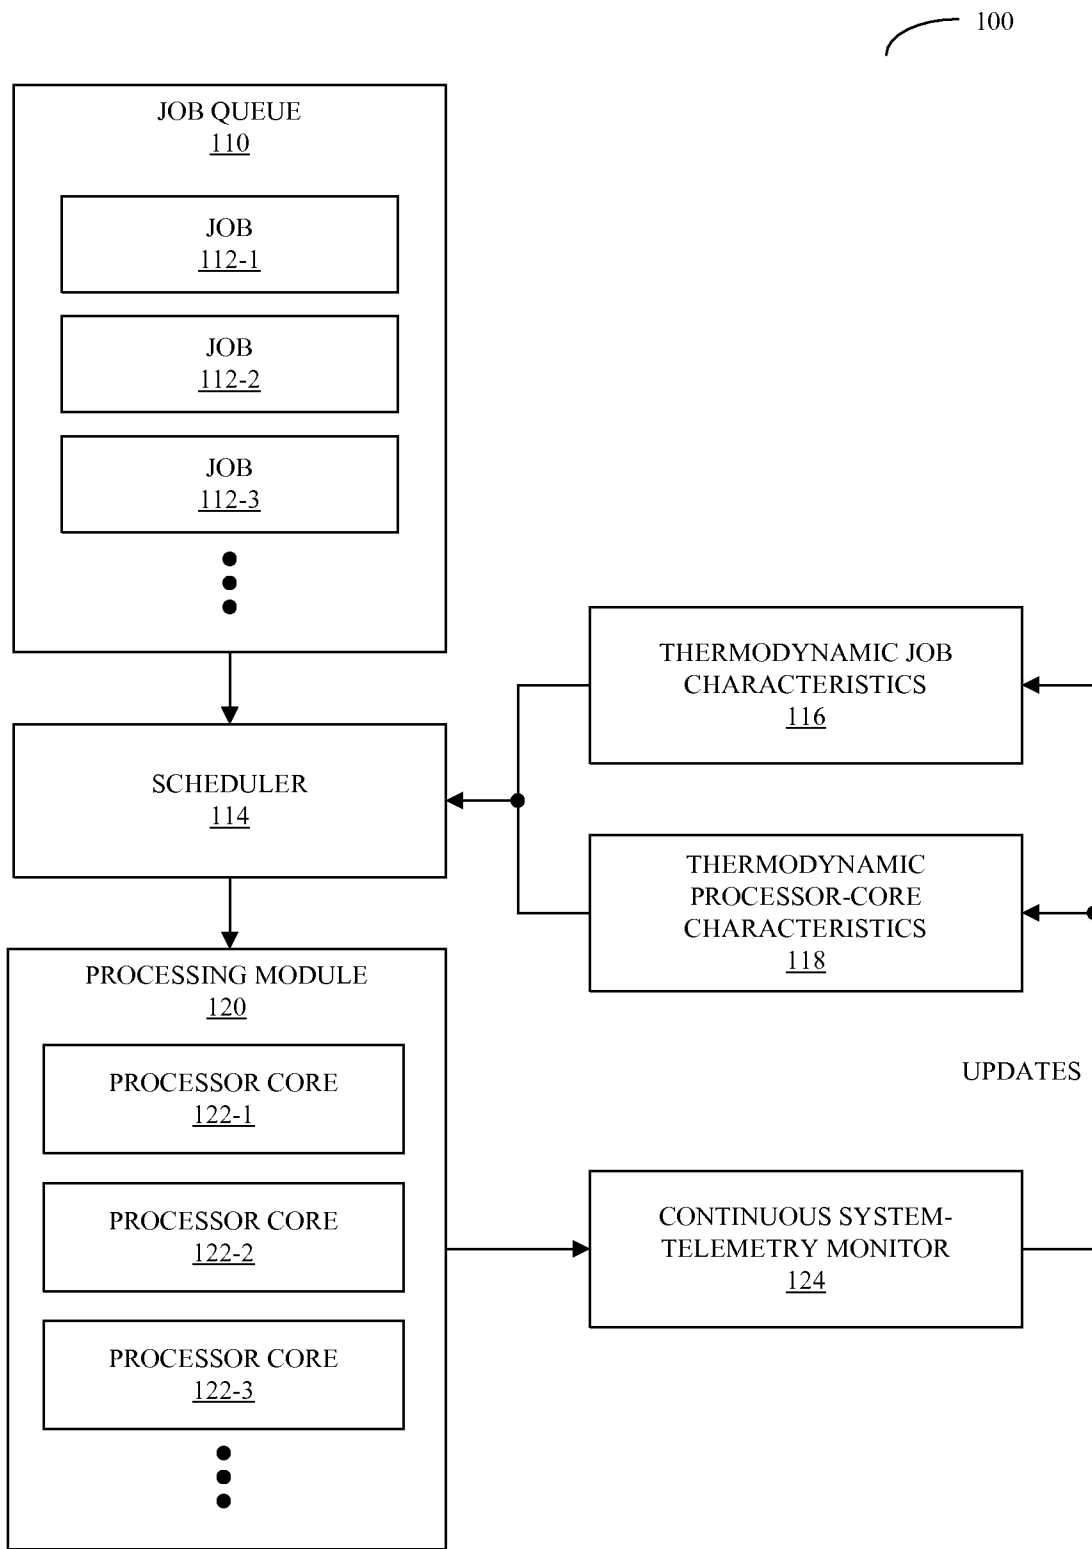 100
JOB QUEUE
110
JOB
112-1
JOB
112-2
JOB
112-3
THERMODYNAMIC JOB
CHARACTERISTICS
116
SCHEDULER
114
THERMODYNAMIC
PROCESSOR-CORE
CHARACTERISTICS
118
PROCESSING MODULE
120
PROCESSOR CORE
122-1
PROCESSOR CORE
122-2
PROCESSOR CORE
122-3
UPDATES
CONTINUOUS SYSTEM-
TELEMETRY MONITOR
124